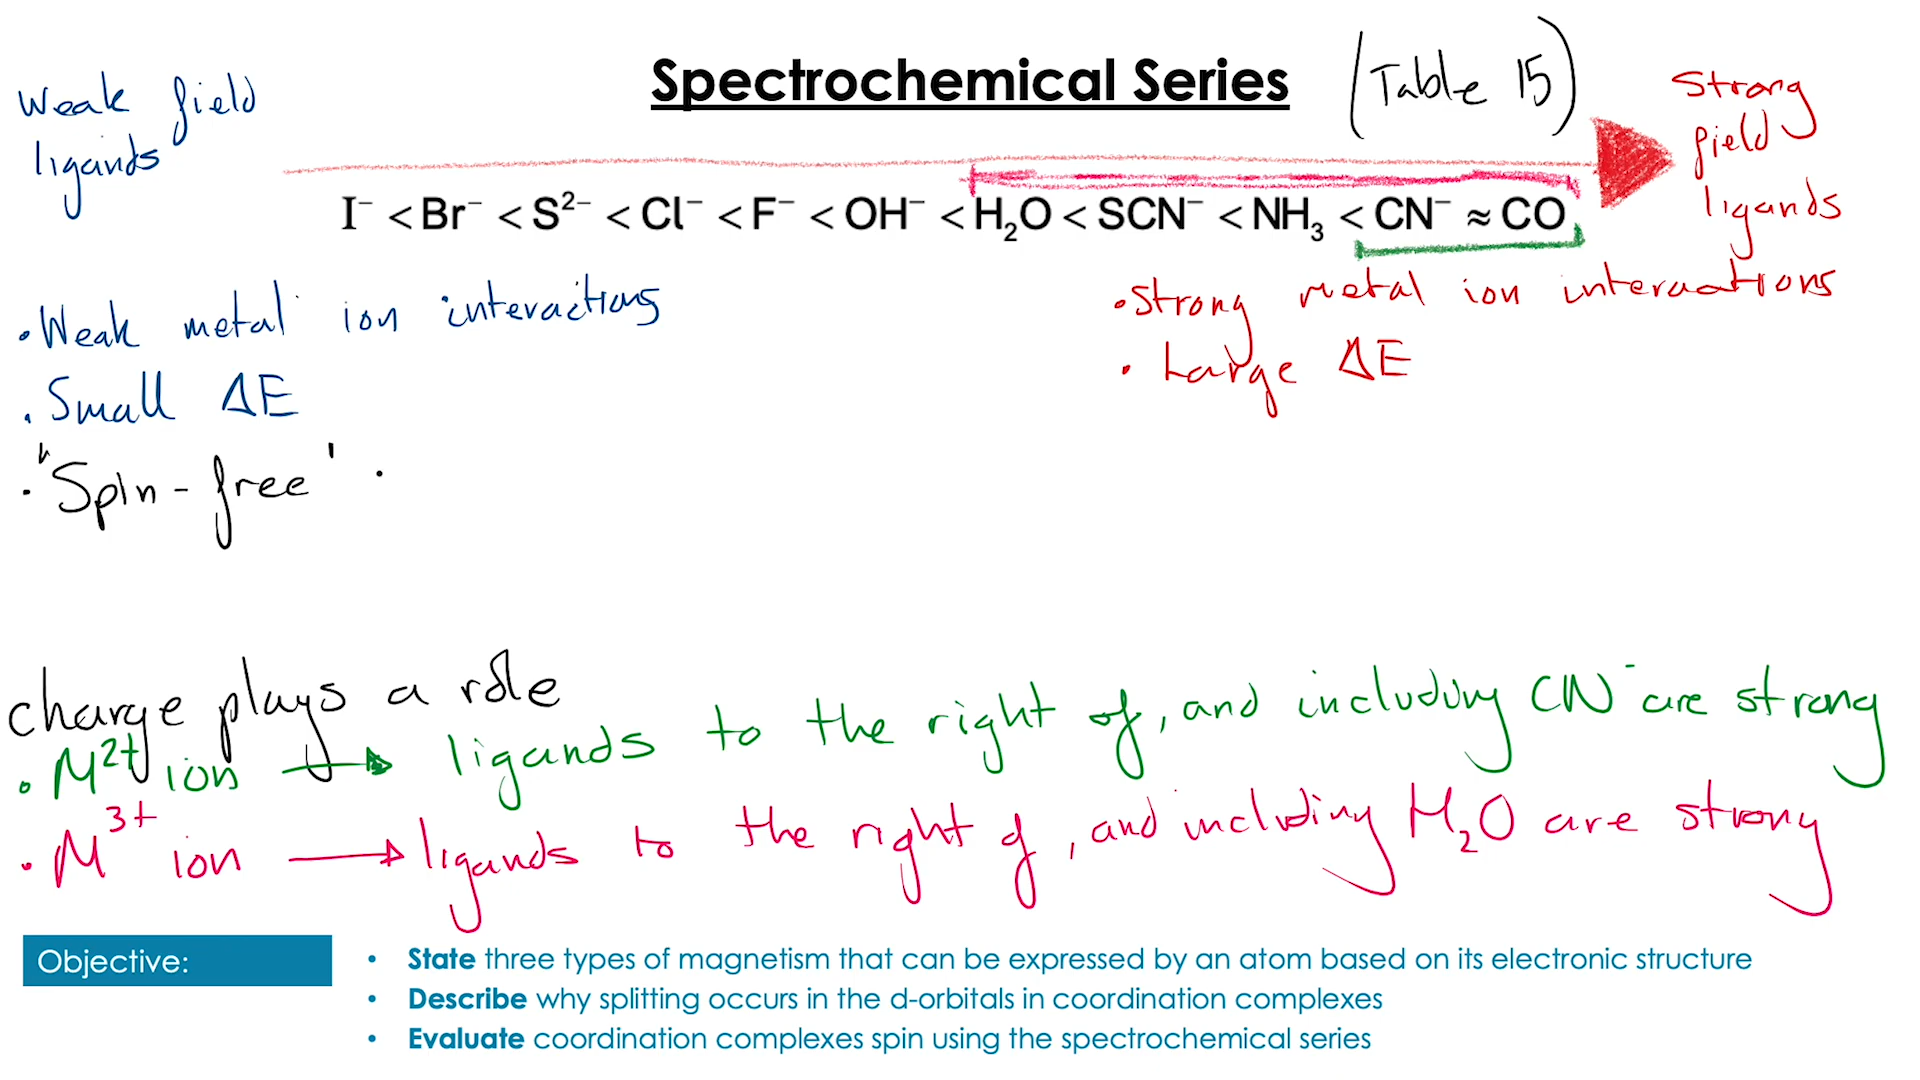 Spectrochemical Series
(Table 15)
Weak field
ligands
Strong
field
ligands
I⁻ < Br⁻ < S²⁻ < Cl⁻ < F⁻ < OH⁻ < H₂O < SCN⁻ < NH₃ < CN⁻ ≈ CO
• Weak metal ion interactions
• Small ΔE
• "Spin-free" •
• Strong metal ion interactions
• Large ΔE
charge plays a role
• M²⁺ ion → ligands to the right of, and including CN⁻ are strong
• M³⁺ ion → ligands to the right of, and including H₂O are strong
Objective:
• State three types of magnetism that can be expressed by an atom based on its electronic structure
• Describe why splitting occurs in the d-orbitals in coordination complexes
• Evaluate coordination complexes spin using the spectrochemical series